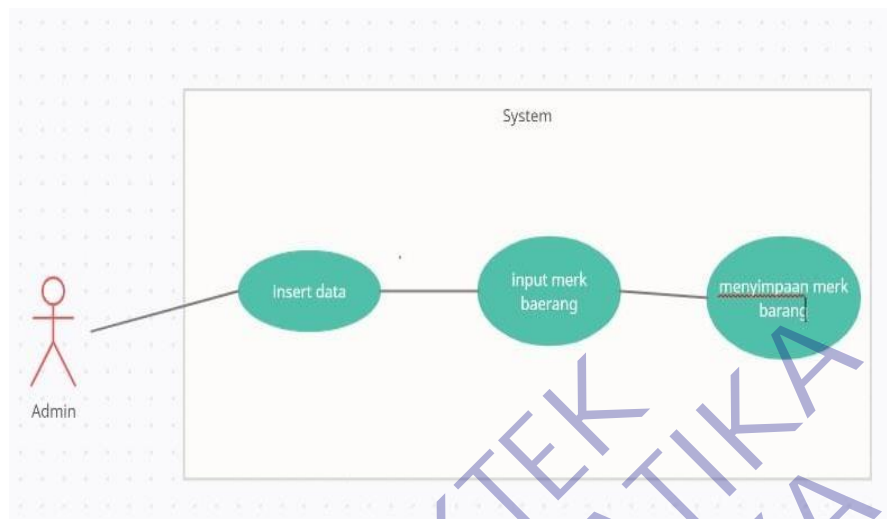 System
insert data
input merk
baerang
menyimpaan merk
barang
Admin